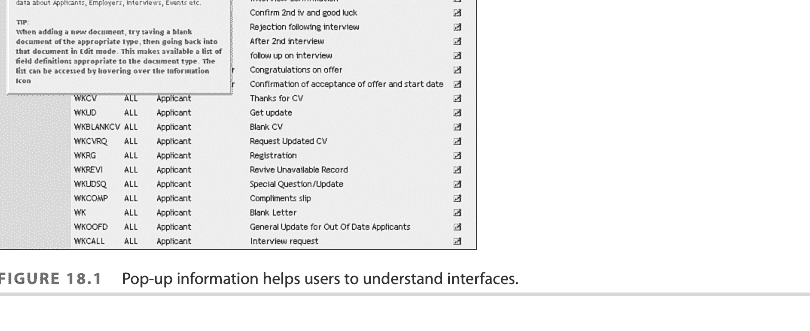 data about Applicants, Employers, Interviews, Events etc.
TIP:
When adding a new document, try saving a blank
document of the appropriate type, then going back into
that document in Edit mode. This makes available a list of
field definitions appropriate to the document type. The
list can be accessed by hovering over the Information
Icon
Confirm 2nd iv and good luck
Rejection following interview
After 2nd interview
follow up on interview
r Congratulations on offer
r Confirmation of acceptance of offer and start date
WKCV ALL Applicant Thanks for CV
WKUD ALL Applicant Get update
WKBLANKCV ALL Applicant Blank CV
WKCVRQ ALL Applicant Request Updated CV
WKRG ALL Applicant Registration
WKREVI ALL Applicant Revive Unavailable Record
WKUDSQ ALL Applicant Special Question/Update
WKCOMP ALL Applicant Compliments slip
WK ALL Applicant Blank Letter
WKOOFD ALL Applicant General Update for Out Of Date Applicants
WKCALL ALL Applicant Interview request
FIGURE 18.1 Pop-up information helps users to understand interfaces.